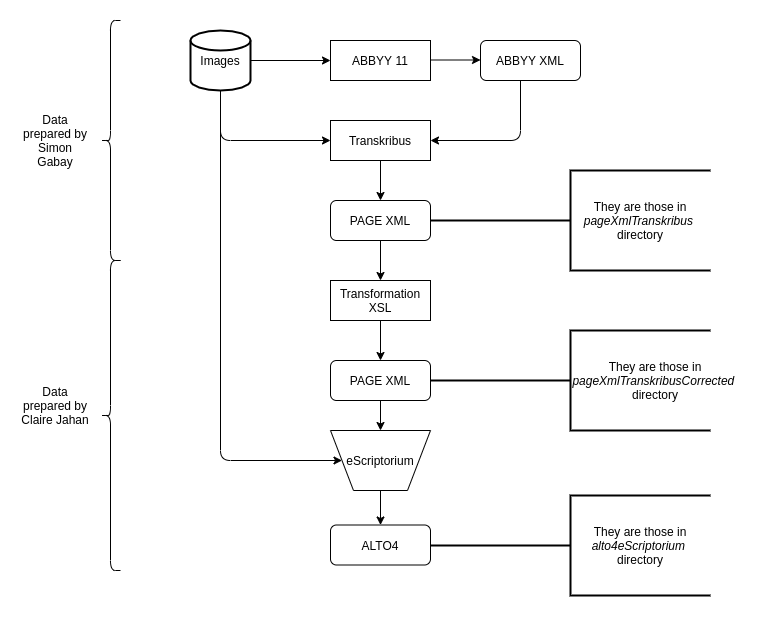 Images
ABBYY 11
ABBYY XML
Data
prepared by
Simon
Gabay
Transkribus
PAGE XML
They are those in
pageXmlTranskribus
directory
Transformation
XSL
PAGE XML
They are those in
pageXmlTranskribusCorrected
directory
Data
prepared by
Claire Jahan
eScriptorium
ALTO4
They are those in
alto4eScriptorium
directory